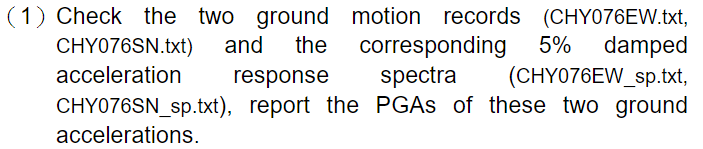 （1）Check the two ground motion records (CHY076EW.txt,
CHY076SN.txt) and the corresponding 5% damped
acceleration response spectra (CHY076EW_sp.txt,
CHY076SN_sp.txt), report the PGAs of these two ground
accelerations.